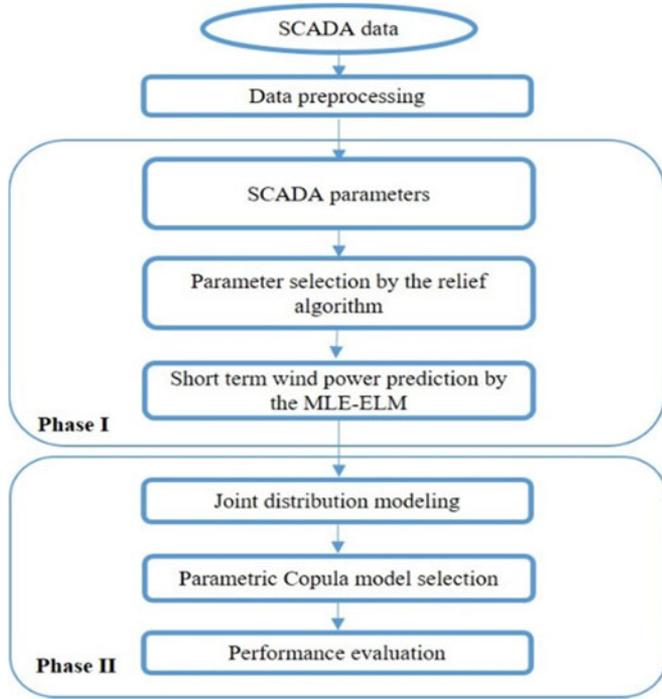 SCADA data
Data preprocessing
SCADA parameters
Parameter selection by the relief
algorithm
Short term wind power prediction by
the MLE-ELM
Phase I
Joint distribution modeling
Parametric Copula model selection
Performance evaluation
Phase II